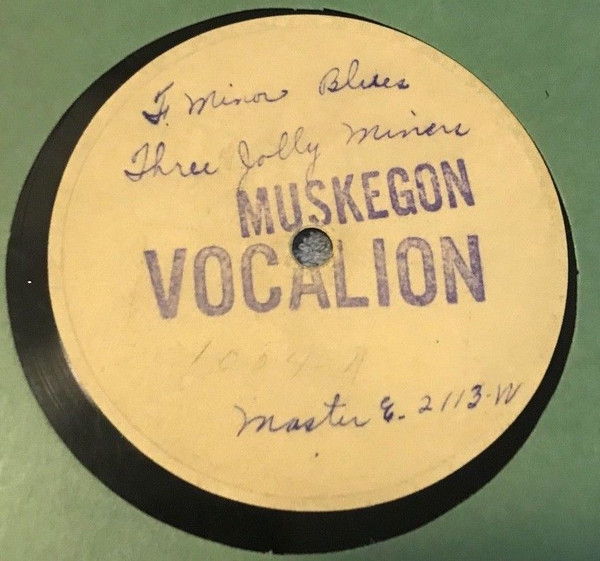 F. Minor Blues
Three Jolly Miners
MUSKEGON
VOCALION
1004-A
Master E. 2113-W